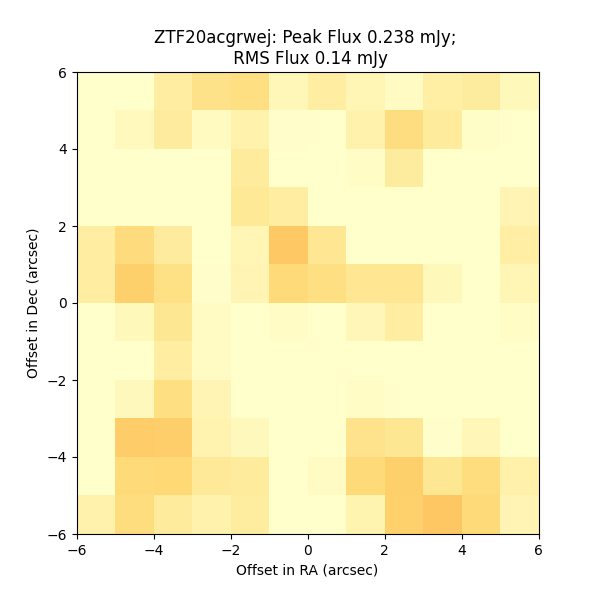 ZTF20acgrwej: Peak Flux 0.238 mJy;
RMS Flux 0.14 mJy
6
4
2
0
−2
−4
−6
Offset in Dec (arcsec)
−6 −4 −2 0 2 4 6
Offset in RA (arcsec)